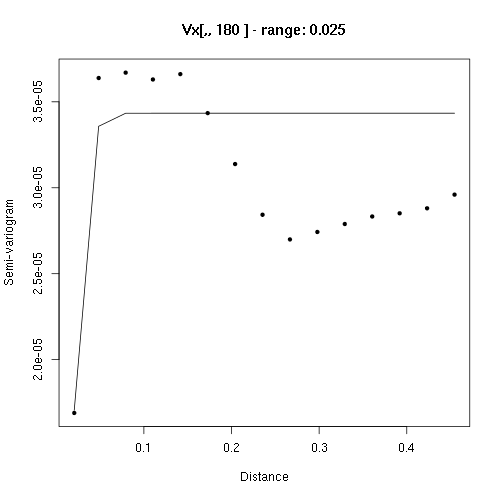 Vx[,, 180 ] - range: 0.025
3.5e-05
3.0e-05
2.5e-05
2.0e-05
Semi-variogram
0.1 0.2 0.3 0.4
Distance